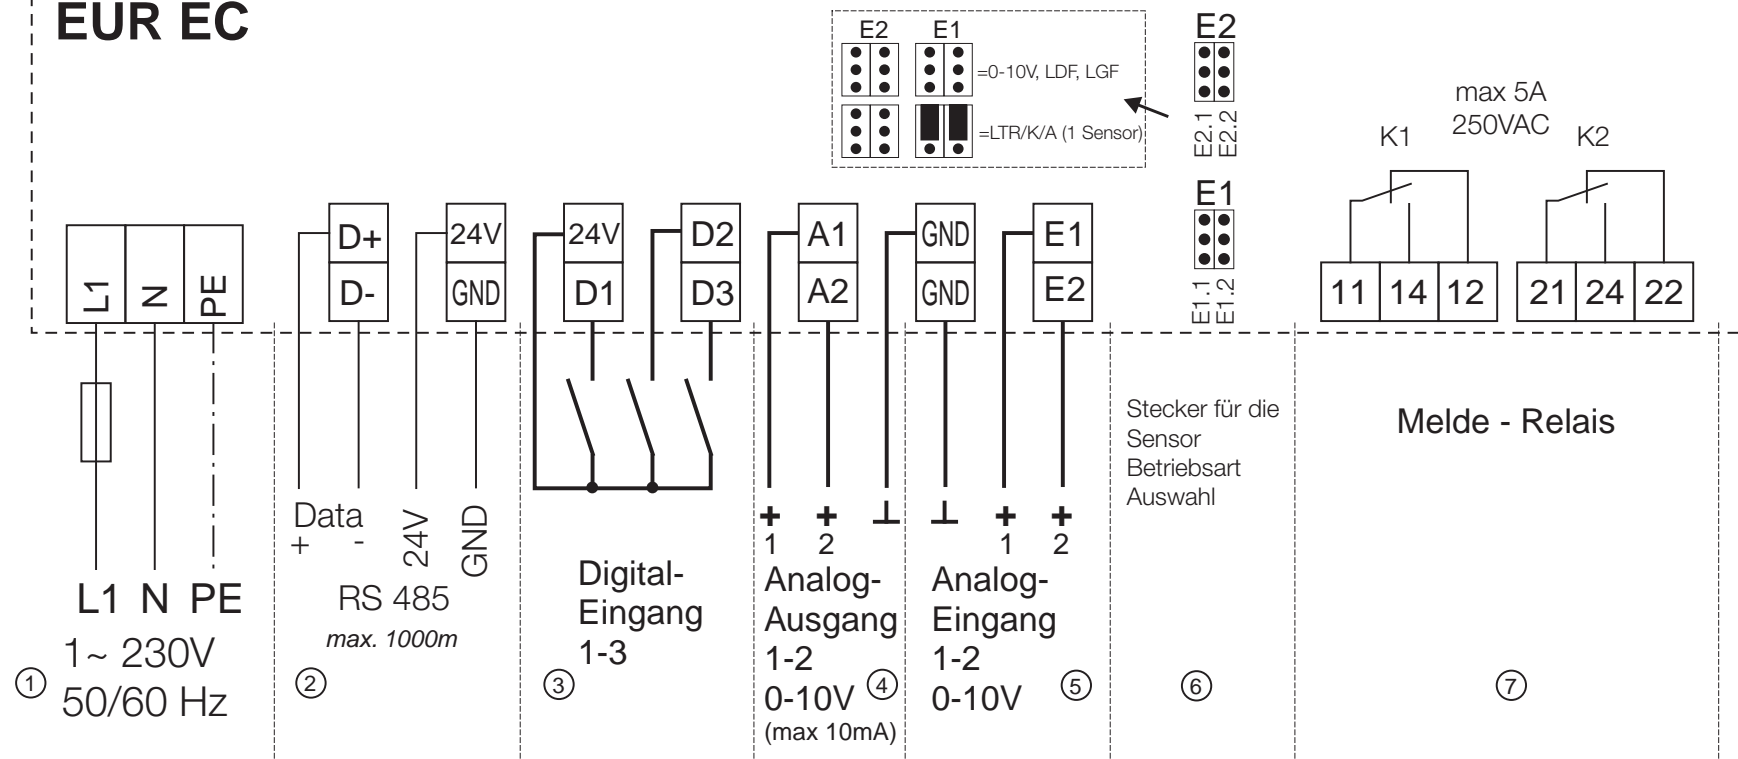 EUR EC
E2 E1
=0-10V, LDF, LGF
=LTR/K/A (1 Sensor)
E2
E2.1
E2.2
E1
E1.1
E1.2
max 5A
250VAC
K1
K2
L1
N
PE
D+
D-
24V
GND
24V
D1
D2
D3
A1
A2
GND
GND
E1
E2
11 14 12
21 24 22
L1 N PE
1~ 230V
50/60 Hz
1
Data
+ -
24V
GND
RS 485
max. 1000m
2
Digital-
Eingang
1-3
3
+ + ⊥
1 2
Analog-
Ausgang
1-2
0-10V
(max 10mA)
4
⊥ + +
1 2
Analog-
Eingang
1-2
0-10V
5
Stecker für die
Sensor
Betriebsart
Auswahl
6
Melde - Relais
7